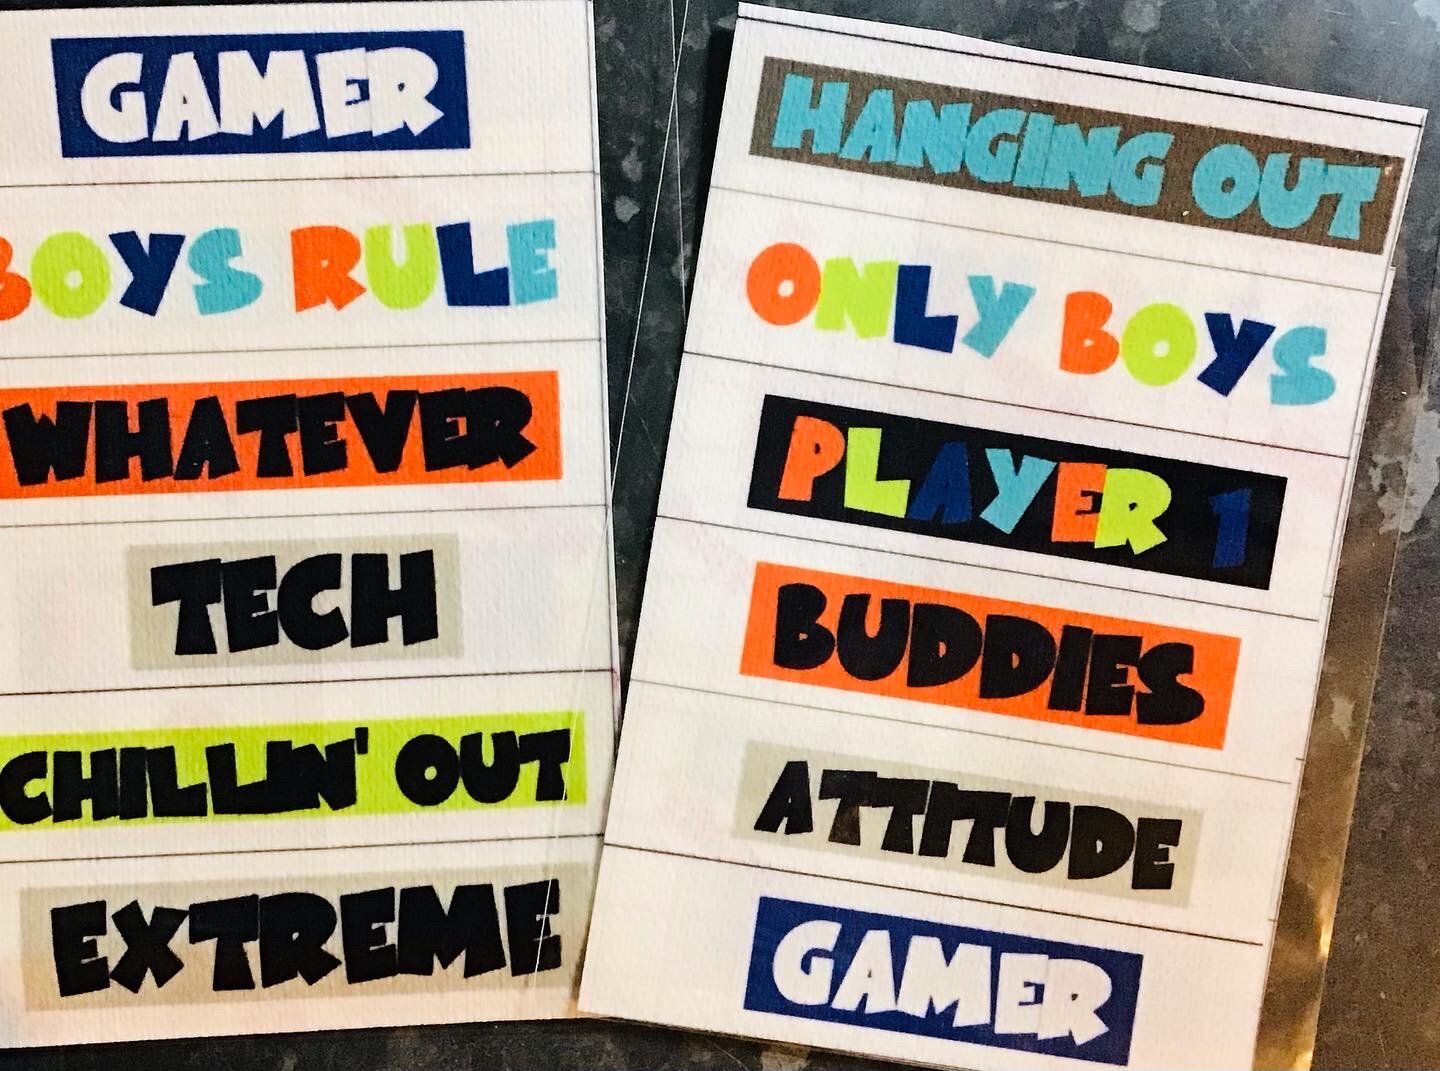 GAMER
BOYS RULE
WHATEVER
TECH
CHILLIN' OUT
EXTREME
HANGING OUT
ONLY BOYS
PLAYER 1
BUDDIES
ATTITUDE
GAMER